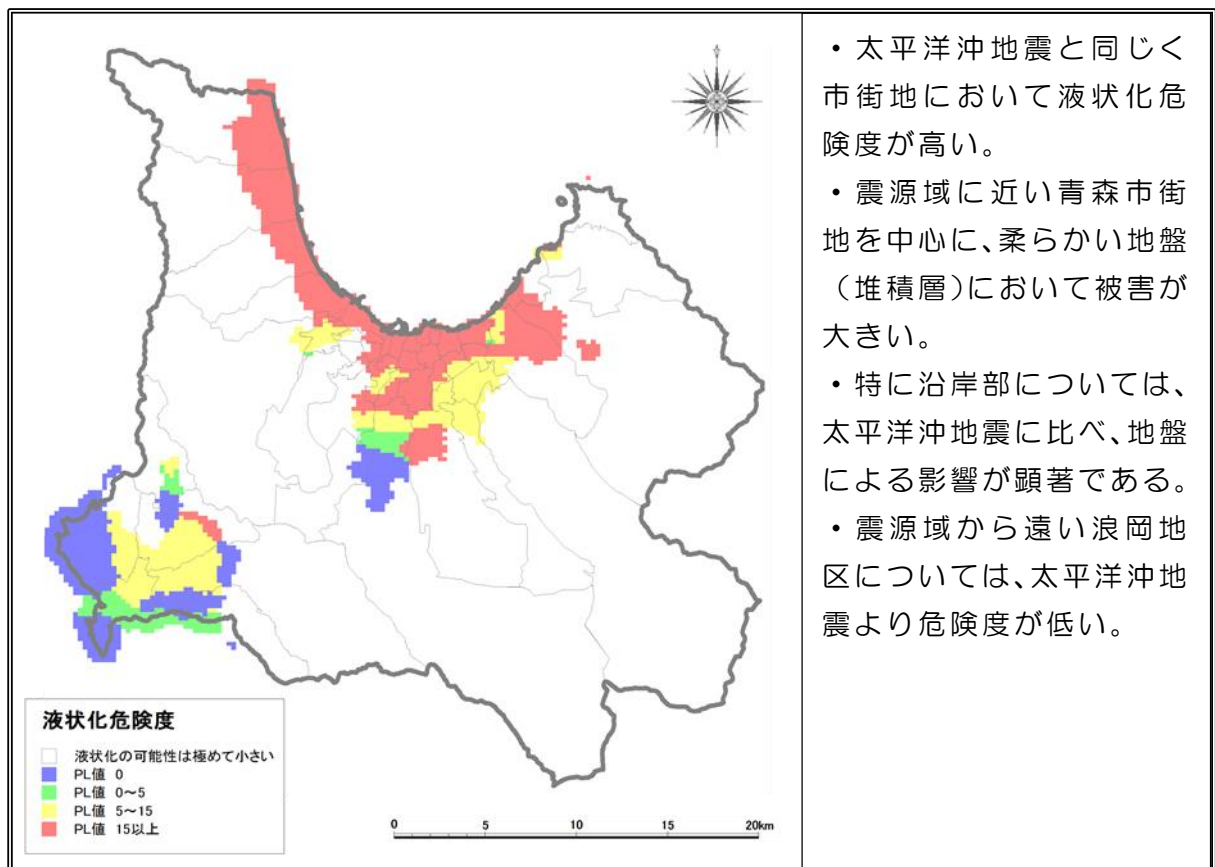 ・太平洋沖地震と同じく
市街地において液状化危
険度が高い。
・震源域に近い青森市街
地を中心に、柔らかい地盤
（堆積層）において被害が
大きい。
・特に沿岸部については、
太平洋沖地震に比べ、地盤
による影響が顕著である。
・震源域から遠い浪岡地
区については、太平洋沖地
震より危険度が低い。
液状化危険度
液状化の可能性は極めて小さい
PL値 0
PL値 0～5
PL値 5～15
PL値 15以上
0 5 10 15 20km